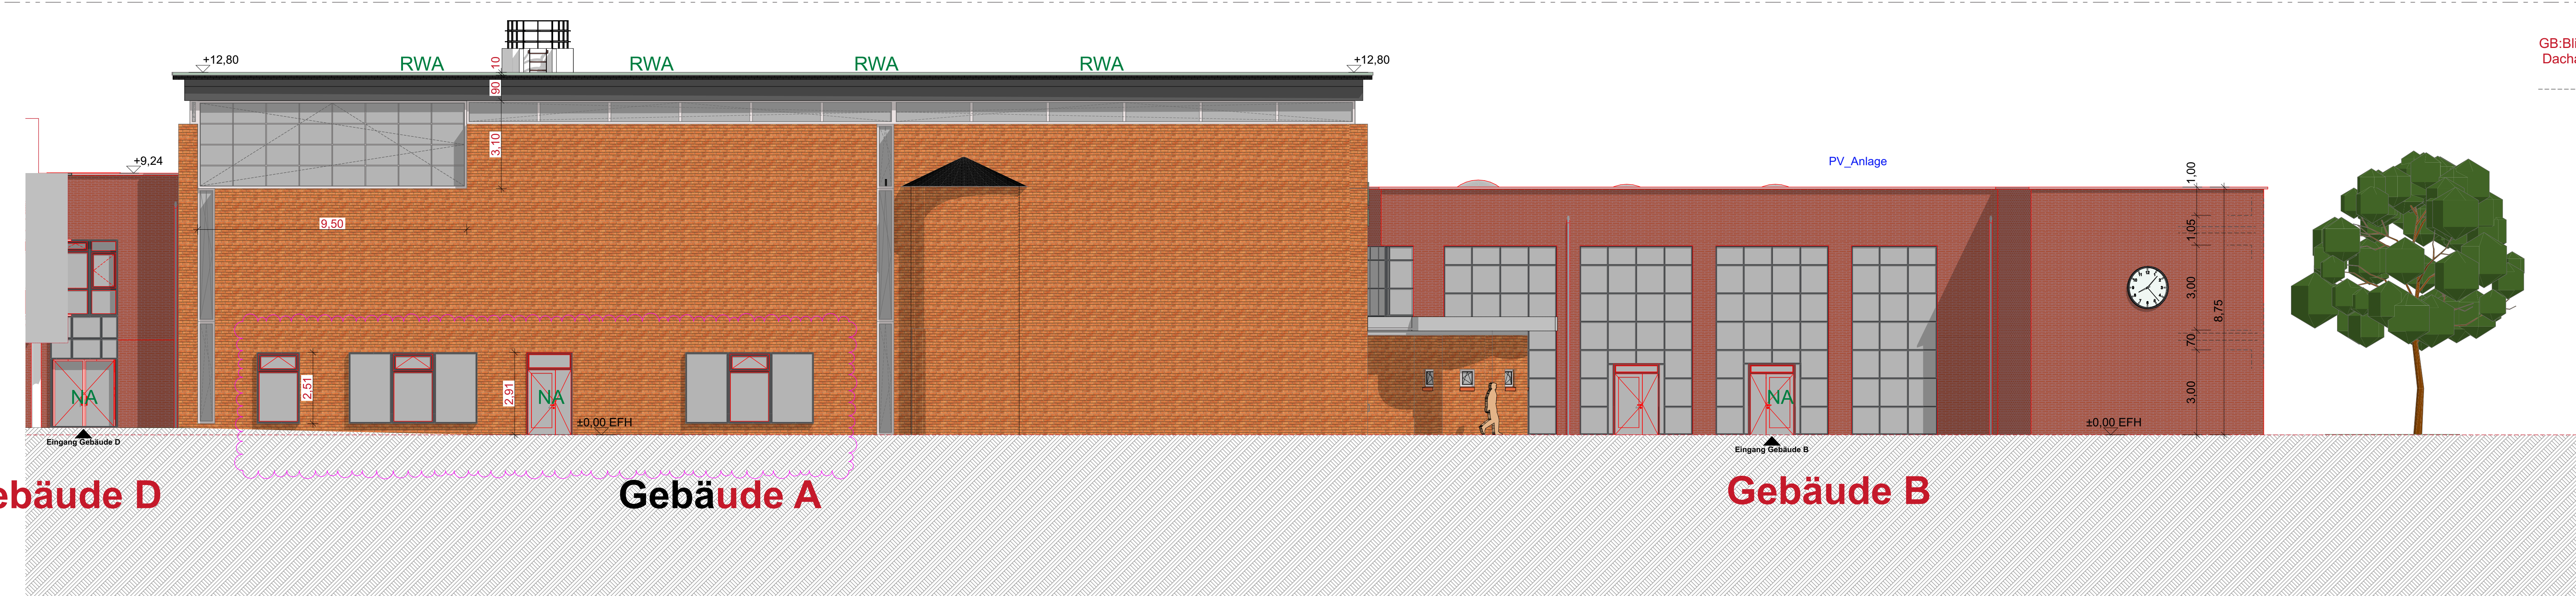 GB:Bli
Dacha
+12,80
RWA
RWA
RWA
RWA
+12,80
10
90
3,10
+9,24
PV_Anlage
9,50
1,00
1,05
3,00
8,75
70
3,00
2,51
2,91
NA
NA
NA
±0,00 EFH
±0,00 EFH
Eingang Gebäude D
Eingang Gebäude B
ebäude D
Gebäude A
Gebäude B